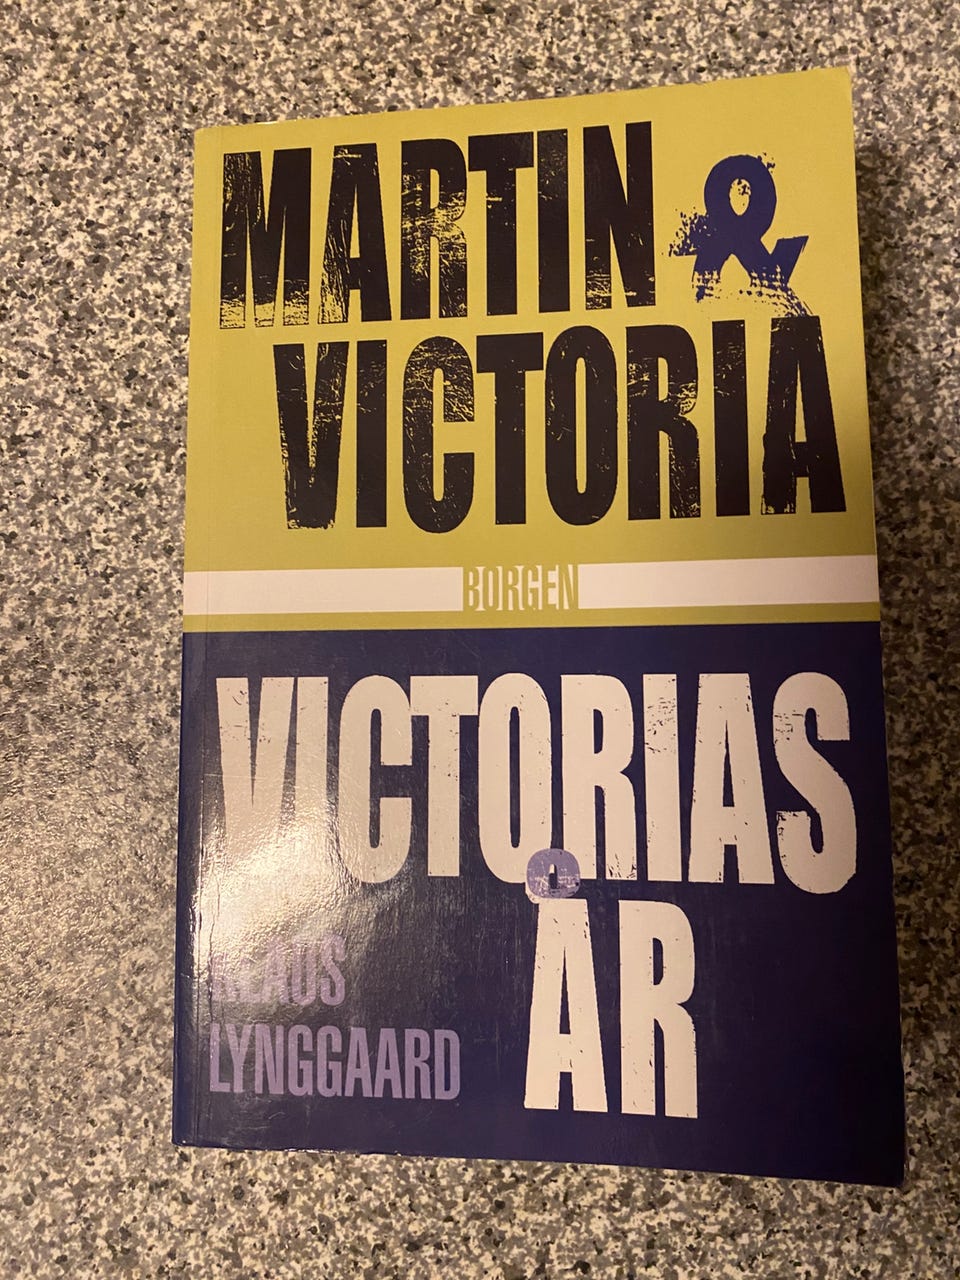 MARTIN &
VICTORIA
BORGEN
VICTORIAS
ÅR
KLAUS
LYNGGAARD